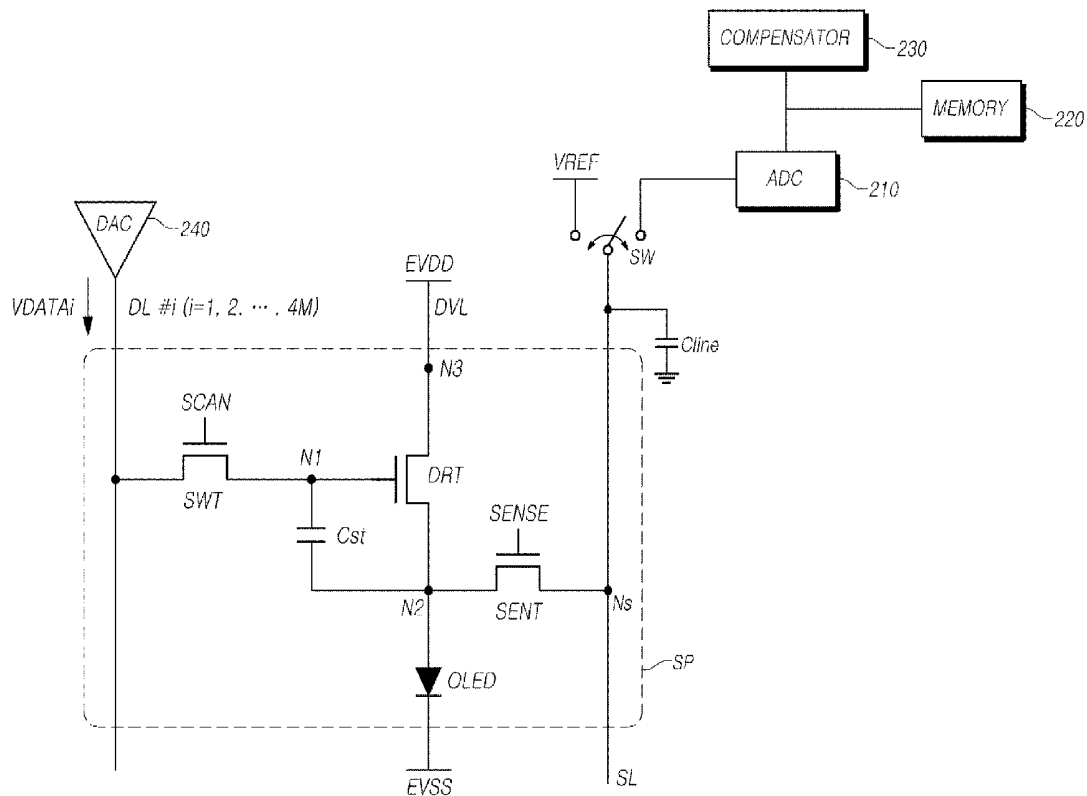 COMPENSATOR
230
MEMORY
220
VREF
ADC
210
DAC
240
SW
EVDD
VDATAi
DL #i (i=1, 2. ⋯ , 4M)
DVL
Cline
N3
SCAN
N1
DRT
SWT
SENSE
Cst
N2
SENT
Ns
SP
OLED
EVSS
SL